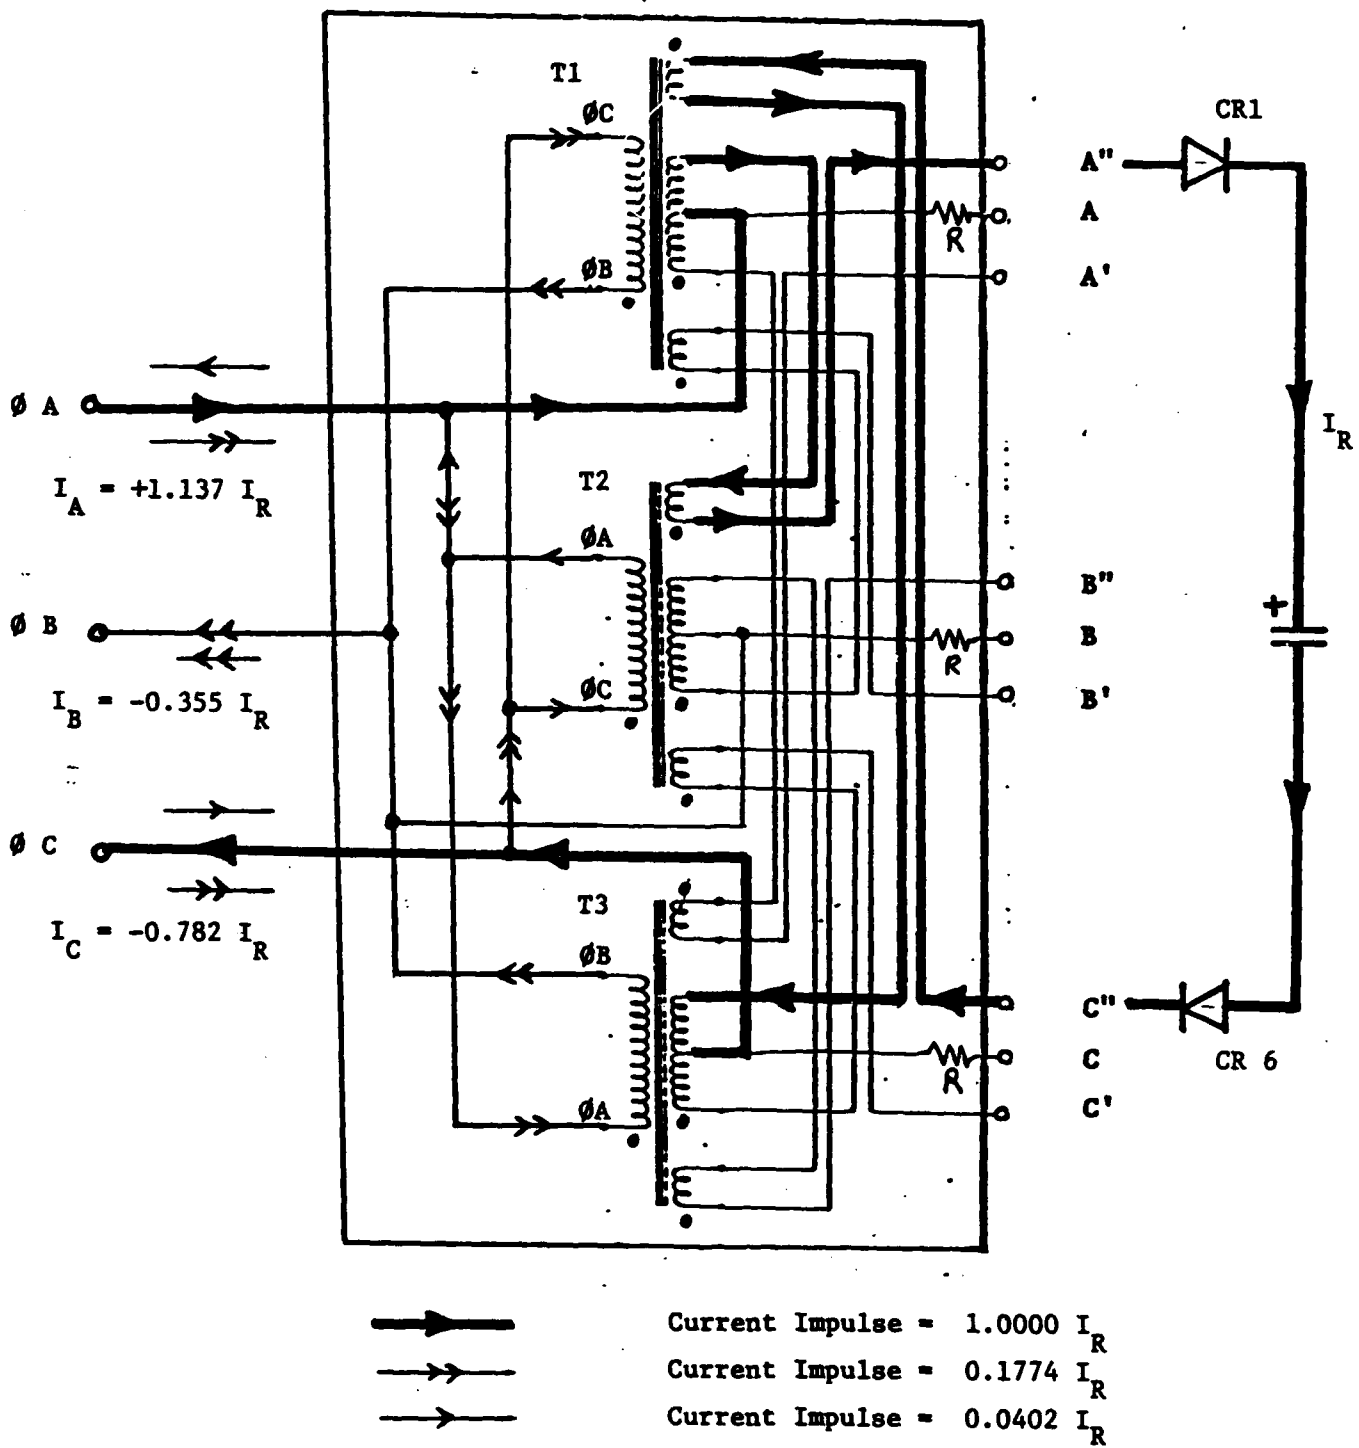 T1
CR1
ØC
A"
A
R
ØB
A'
Ø A
I_R
I_A = +1.137 I_R
T2
ØA
B"
+
Ø B
B
R
ØC
B'
I_B = -0.355 I_R
Ø C
T3
I_C = -0.782 I_R
ØB
C"
C
CR 6
R
ØA
C'
Current Impulse = 1.0000 I_R
Current Impulse = 0.1774 I_R
Current Impulse = 0.0402 I_R